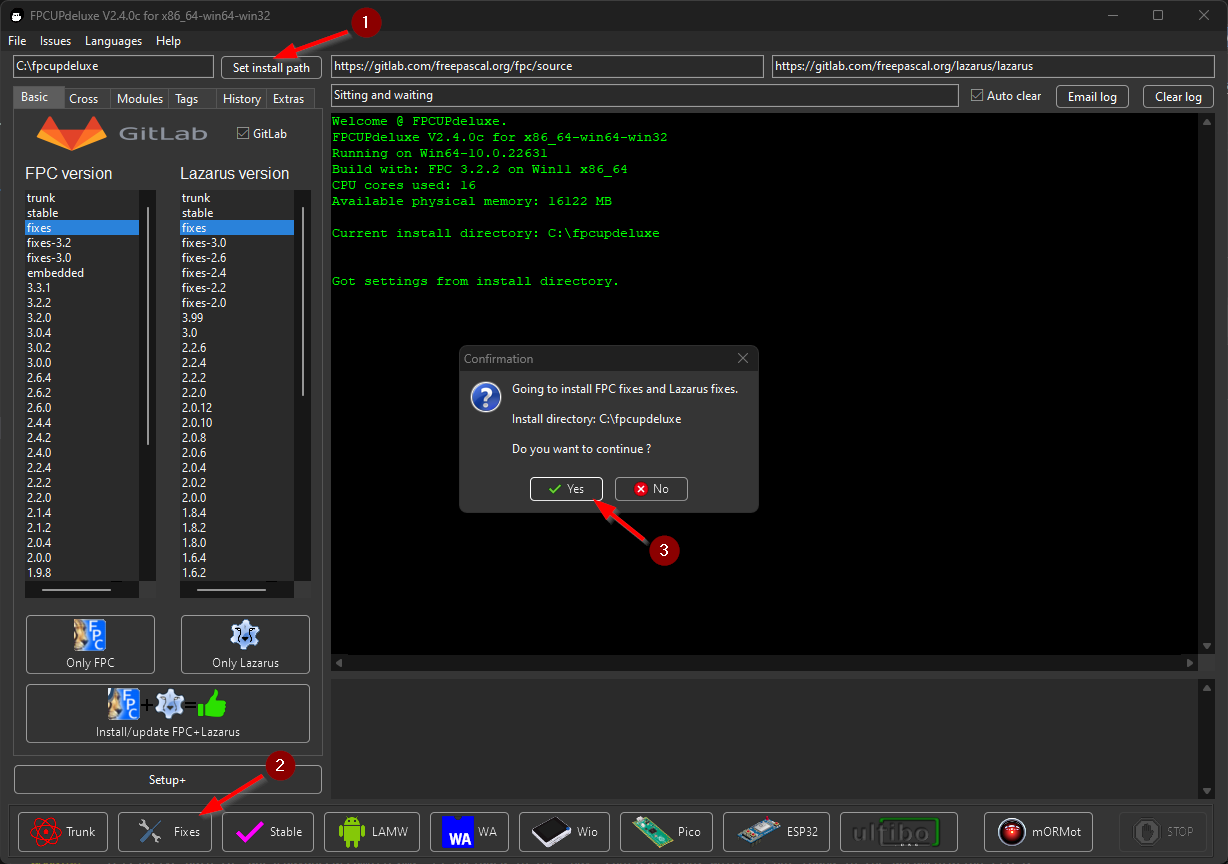 FPCUPdeluxe V2.4.0c for x86_64-win64-win32
1
File Issues Languages Help
C:\fpcupdeluxe Set install path https://gitlab.com/freepascal.org/fpc/source https://gitlab.com/freepascal.org/lazarus/lazarus
Basic Cross Modules Tags History Extras Sitting and waiting Auto clear Email log Clear log
GitLab GitLab
FPC version
trunk
stable
fixes
fixes-3.2
fixes-3.0
embedded
3.3.1
3.2.2
3.2.0
3.0.4
3.0.2
3.0.0
2.6.4
2.6.2
2.6.0
2.4.4
2.4.2
2.4.0
2.2.4
2.2.2
2.2.0
2.1.4
2.1.2
2.0.4
2.0.0
1.9.8
Lazarus version
trunk
stable
fixes
fixes-3.0
fixes-2.6
fixes-2.4
fixes-2.2
fixes-2.0
3.99
3.0
2.2.6
2.2.4
2.2.2
2.2.0
2.0.12
2.0.10
2.0.8
2.0.6
2.0.4
2.0.2
2.0.0
1.8.4
1.8.2
1.8.0
1.6.4
1.6.2
FPC
Only FPC
Only Lazarus
FPC + =
Install/update FPC+Lazarus
Setup+
2
Welcome @ FPCUPdeluxe.
FPCUPdeluxe V2.4.0c for x86_64-win64-win32
Running on Win64-10.0.22631
Build with: FPC 3.2.2 on Win11 x86_64
CPU cores used: 16
Available physical memory: 16122 MB
Current install directory: C:\fpcupdeluxe
Got settings from install directory.
Confirmation
Going to install FPC fixes and Lazarus fixes.
Install directory: C:\fpcupdeluxe
Do you want to continue ?
Yes No
3
Trunk Fixes Stable LAMW WA WA Wio Pico ESP32 ultibo mORMot STOP